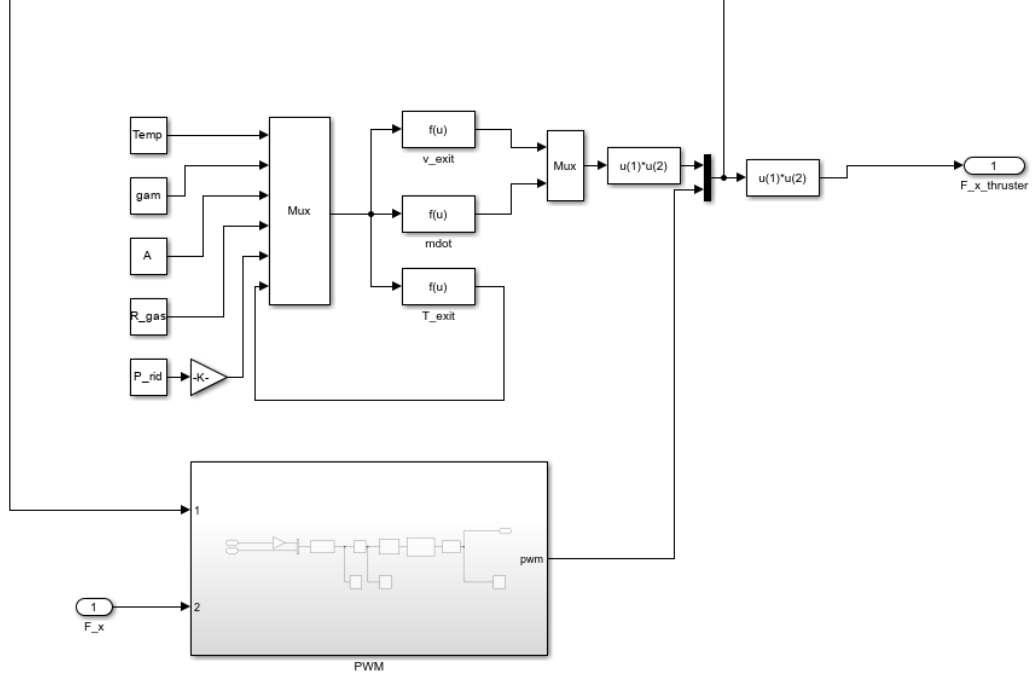 Temp
gam
A
R_gas
P_rid
-K-
Mux
f(u)
v_exit
f(u)
mdot
f(u)
T_exit
Mux
u(1)*u(2)
u(1)*u(2)
1
F_x_thruster
1
2
pwm
PWM
1
F_x